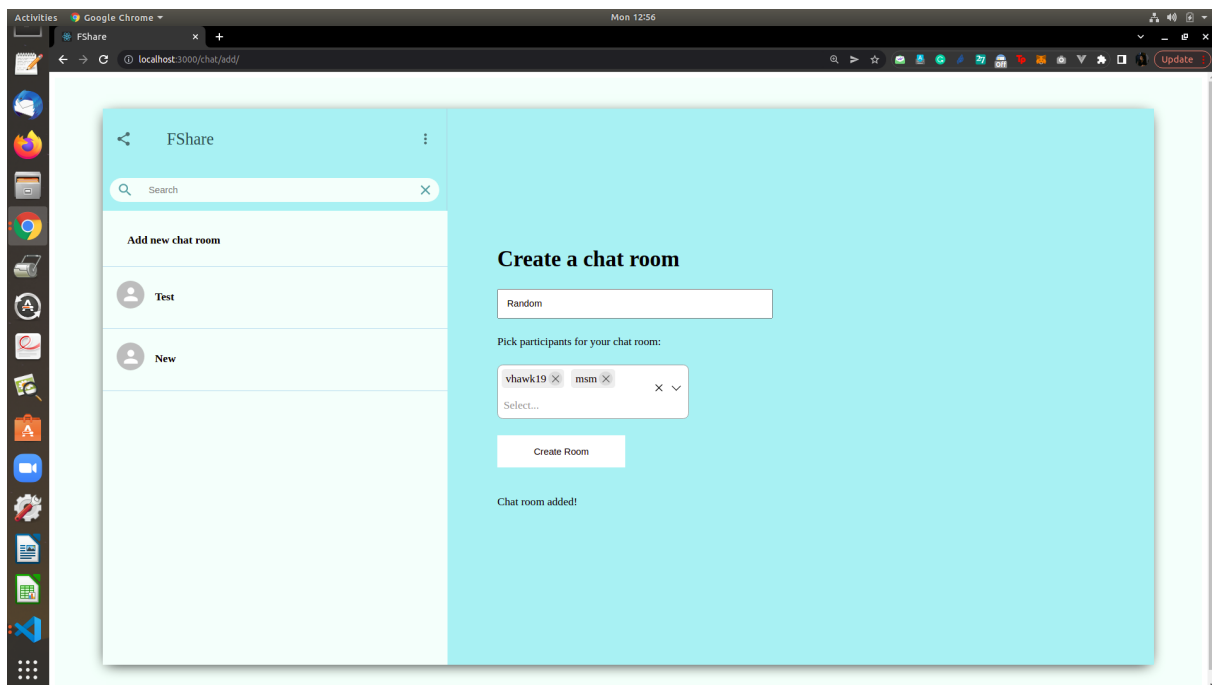 Activities Google Chrome Mon 12:56
FShare
localhost:3000/chat/add/
27
off
Update
FShare
Search
Add new chat room
Test
New
Create a chat room
Random
Pick participants for your chat room:
vhawk19 msm
Select...
Create Room
Chat room added!